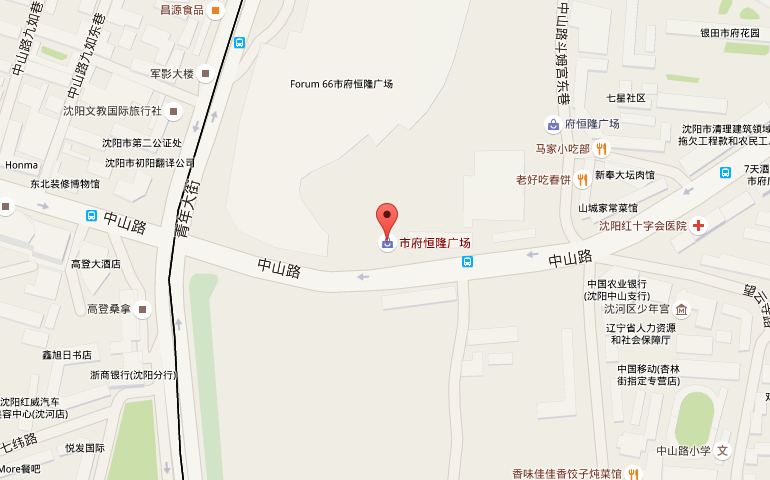 昌源食品
中山路九如东巷
中山路九如巷
军影大楼
Forum 66市府恒隆广场
中山路斗姆宫东巷
银田市府花园
七星社区
沈阳文教国际旅行社
府恒隆广场
沈阳市第二公证处
沈阳市清理建筑领域
拖欠工程款和农民工
马家小吃部
沈阳市初阳翻译公司
Honma
7天酒
市府广
新奉大坛肉馆
老好吃春饼
东北装修博物馆
青年大街
山城家常菜馆
中山路
沈阳红十字会医院
市府恒隆广场
中山路
中山路
高登大酒店
中国农业银行
(沈阳中山支行)
望云寺路
高登桑拿
沈河区少年宫
辽宁省人力资源
和社会保障厅
鑫旭日书店
中国移动(杏林
街指定专营店)
浙商银行(沈阳分行)
沈阳红威汽车
美容中心(沈河店)
七纬路
悦发国际
中山路小学
文
More餐吧
香味佳佳香饺子炖菜馆